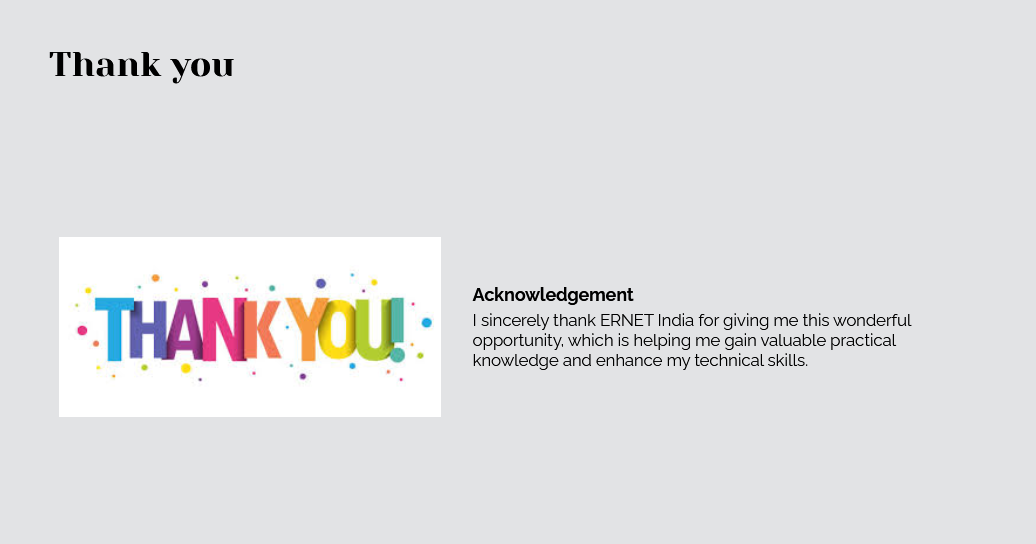 Thank you
THANK YOU!
Acknowledgement
I sincerely thank ERNET India for giving me this wonderful
opportunity, which is helping me gain valuable practical
knowledge and enhance my technical skills.